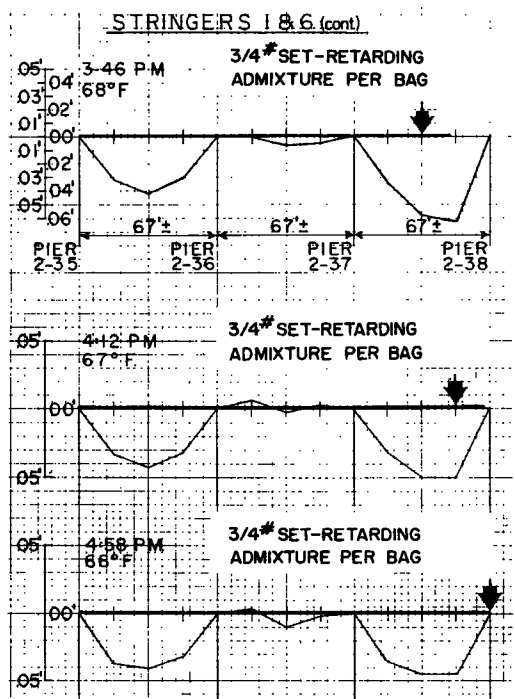 STRINGERS 1 & 6. (cont)
3-46 P M
68°F
3/4# SET-RETARDING
ADMIXTURE PER BAG
.05'
.04'
.03'
.02'
.01'
.00'
.01'
.02'
.03'
.04'
.05'
.06'
67'± 67'± 67'±
PIER PIER PIER PIER
2-35 2-36 2-37 2-38
4:12 P M
67°F
3/4# SET-RETARDING
ADMIXTURE PER BAG
.05'
.00'
.05'
4:58 P M
66°F
3/4# SET-RETARDING
ADMIXTURE PER BAG
.05'
.00'
.05'